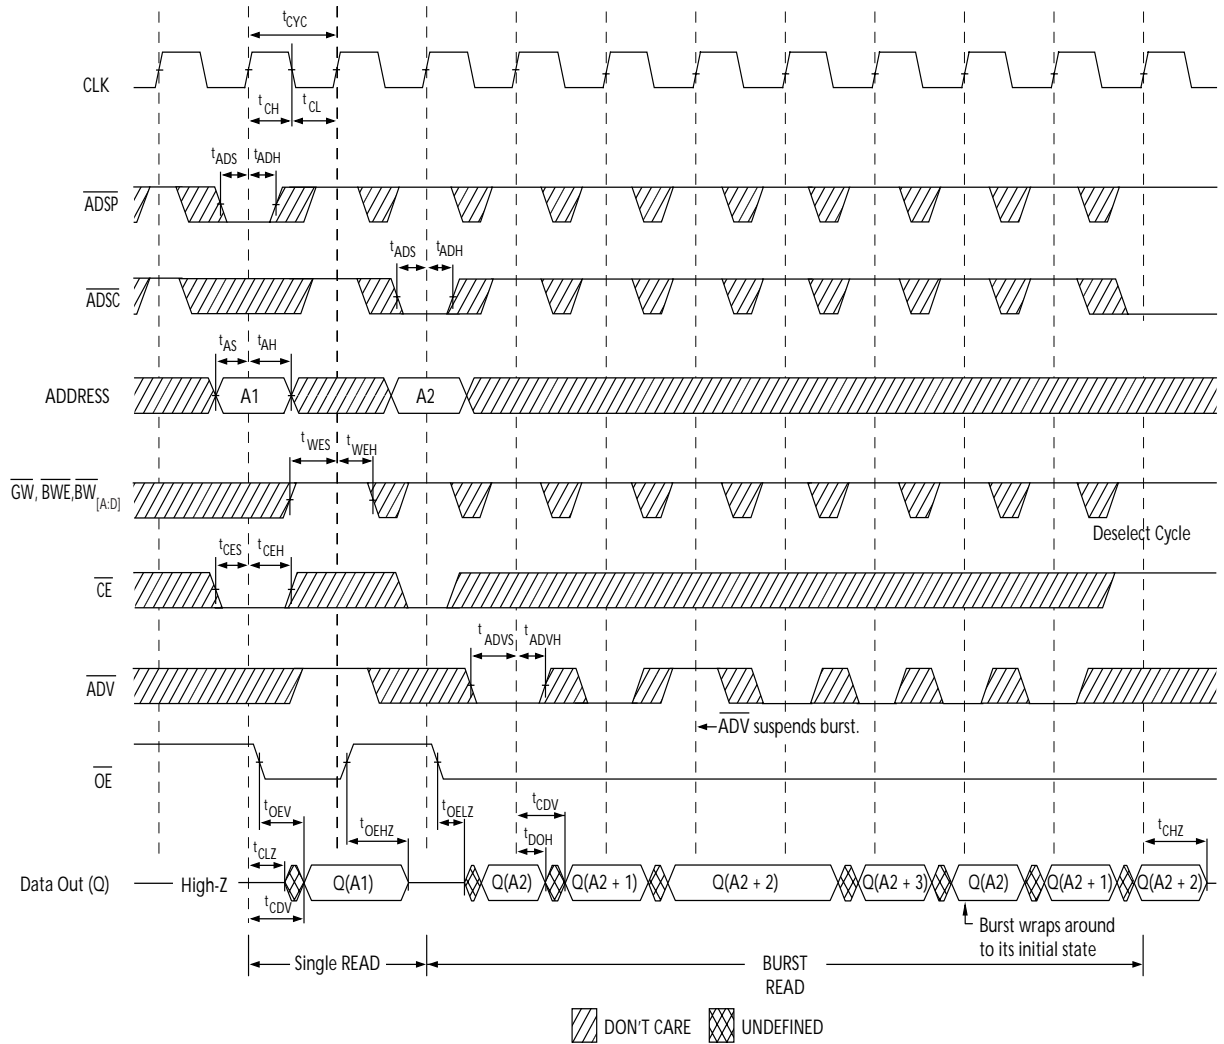 tCYC
CLK
tCH
tCL
tADS
tADH
ADSP
tADS
tADH
ADSC
tAS
tAH
ADDRESS
A1
A2
tWES
tWEH
GW, BWE,BW[A:D]
Deselect Cycle
tCES
tCEH
CE
tADVS
tADVH
ADV
ADV suspends burst.
OE
tOEV
tOEHZ
tOELZ
tCDV
tDOH
tCHZ
tCLZ
Data Out (Q)
High-Z
Q(A1)
Q(A2)
Q(A2 + 1)
Q(A2 + 2)
Q(A2 + 3)
Q(A2)
Q(A2 + 1)
Q(A2 + 2)
tCDV
Burst wraps around
to its initial state
Single READ
BURST
READ
DON'T CARE
UNDEFINED